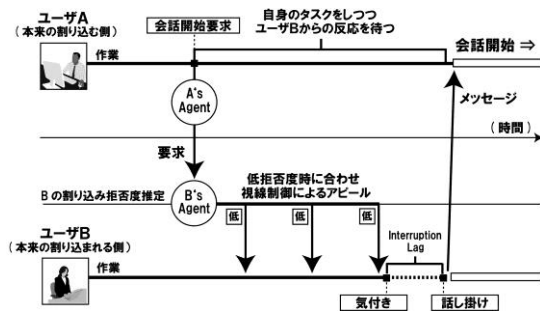 ユーザA
（本来の割り込む側）
作業
会話開始要求
自身のタスクをしつつ
ユーザBからの反応を待つ
会話開始 ⇒
A's
Agent
メッセージ
（時間）
要求
B の割り込み拒否度推定
B's
Agent
低拒否度時に合わせ
視線制御によるアピール
低
低
低
ユーザB
（本来の割り込まれる側）
作業
Interruption
Lag
気付き
話し掛け